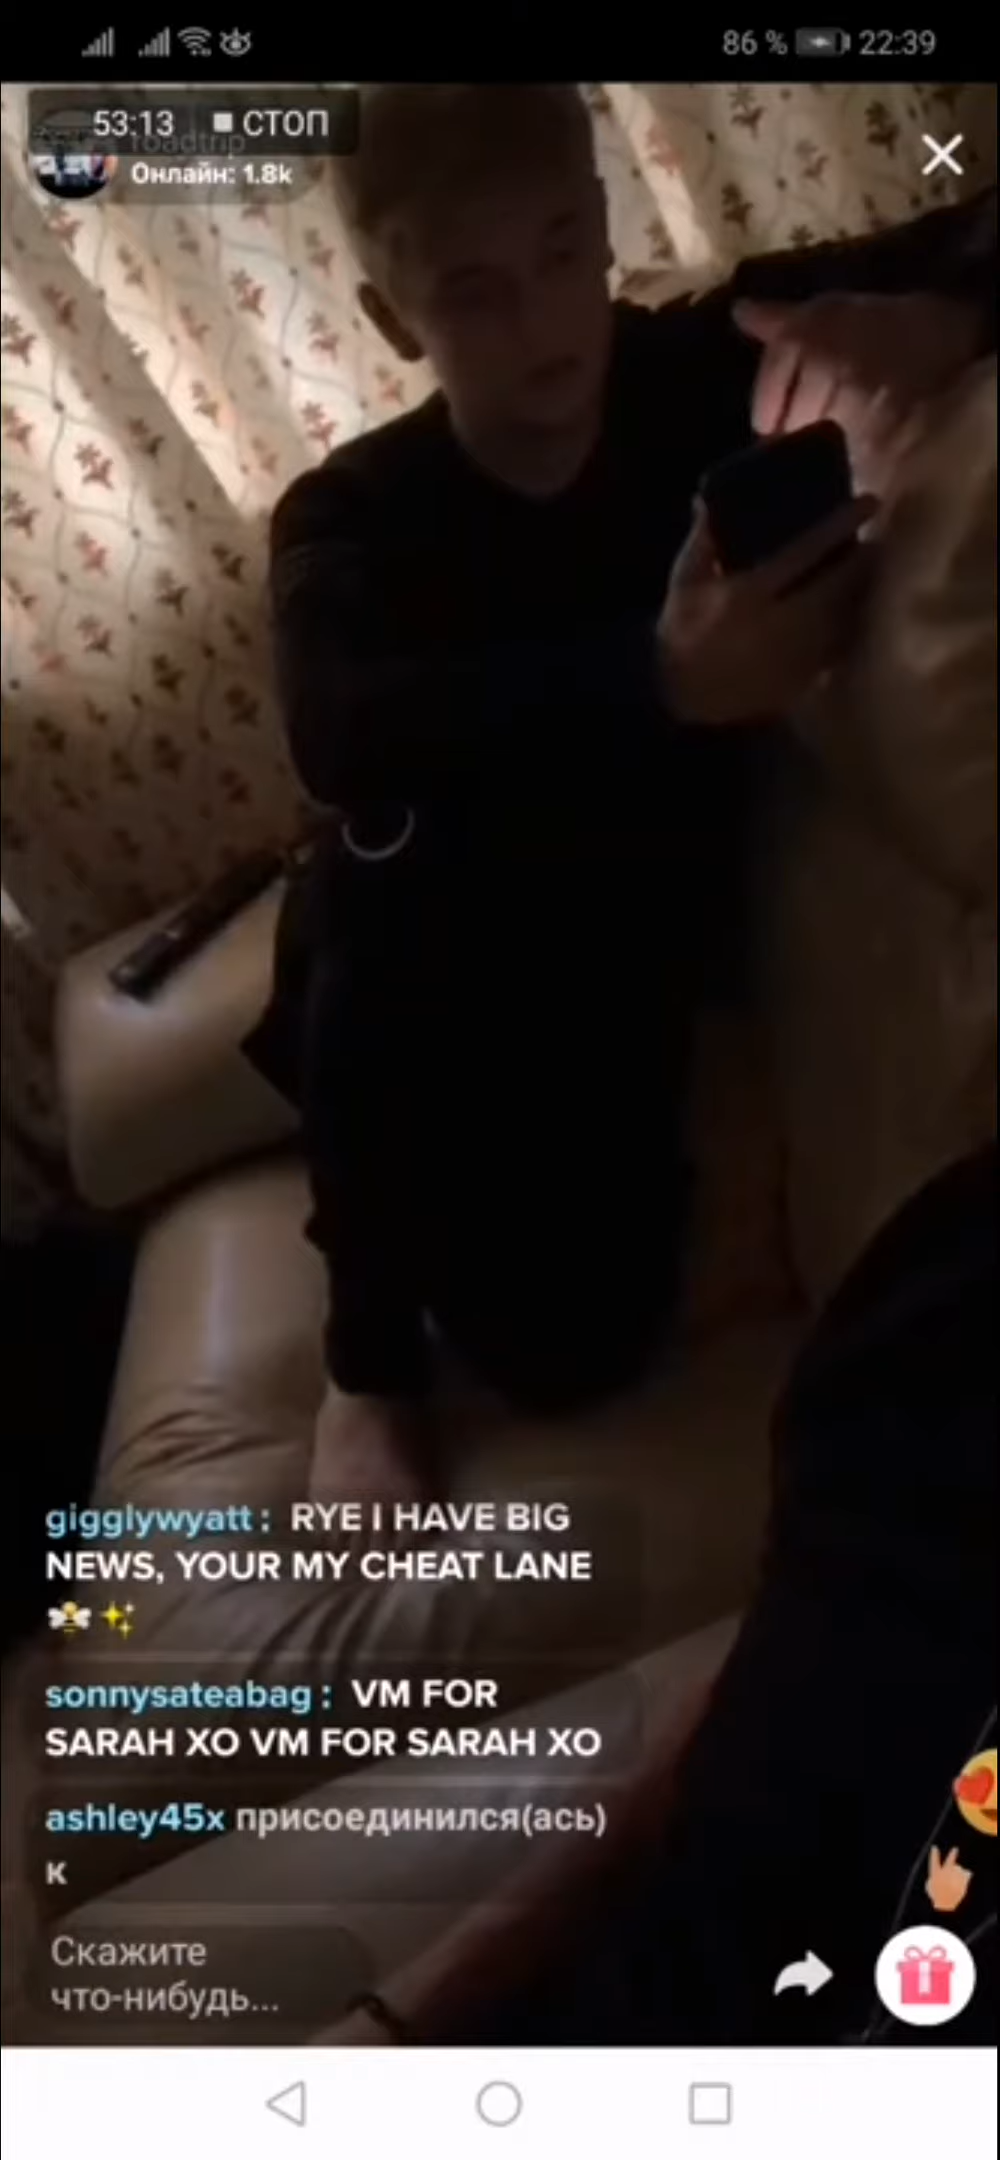 86 % 22:39
53:13 СТОП
roadtrip
Онлайн: 1.8k
gigglywyatt : RYE I HAVE BIG
NEWS, YOUR MY CHEAT LANE
sonnysateabag : VM FOR
SARAH XO VM FOR SARAH XO
ashley45x присоединился(ась)
к
Скажите
что-нибудь...